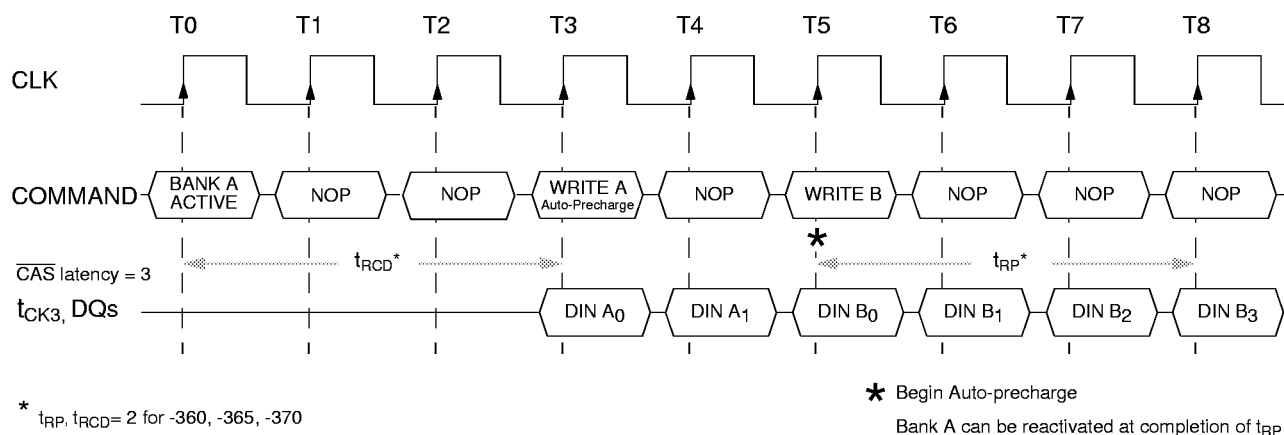 T0 T1 T2 T3 T4 T5 T6 T7 T8
CLK
COMMAND
BANK A
ACTIVE
NOP
NOP
WRITE A
Auto-Precharge
NOP
WRITE B
NOP
NOP
NOP
*
tRCD*
tRP*
CAS latency = 3
tCK3, DQs
DIN A0
DIN A1
DIN B0
DIN B1
DIN B2
DIN B3
* tRP, tRCD= 2 for -360, -365, -370
* Begin Auto-precharge
Bank A can be reactivated at completion of tRP